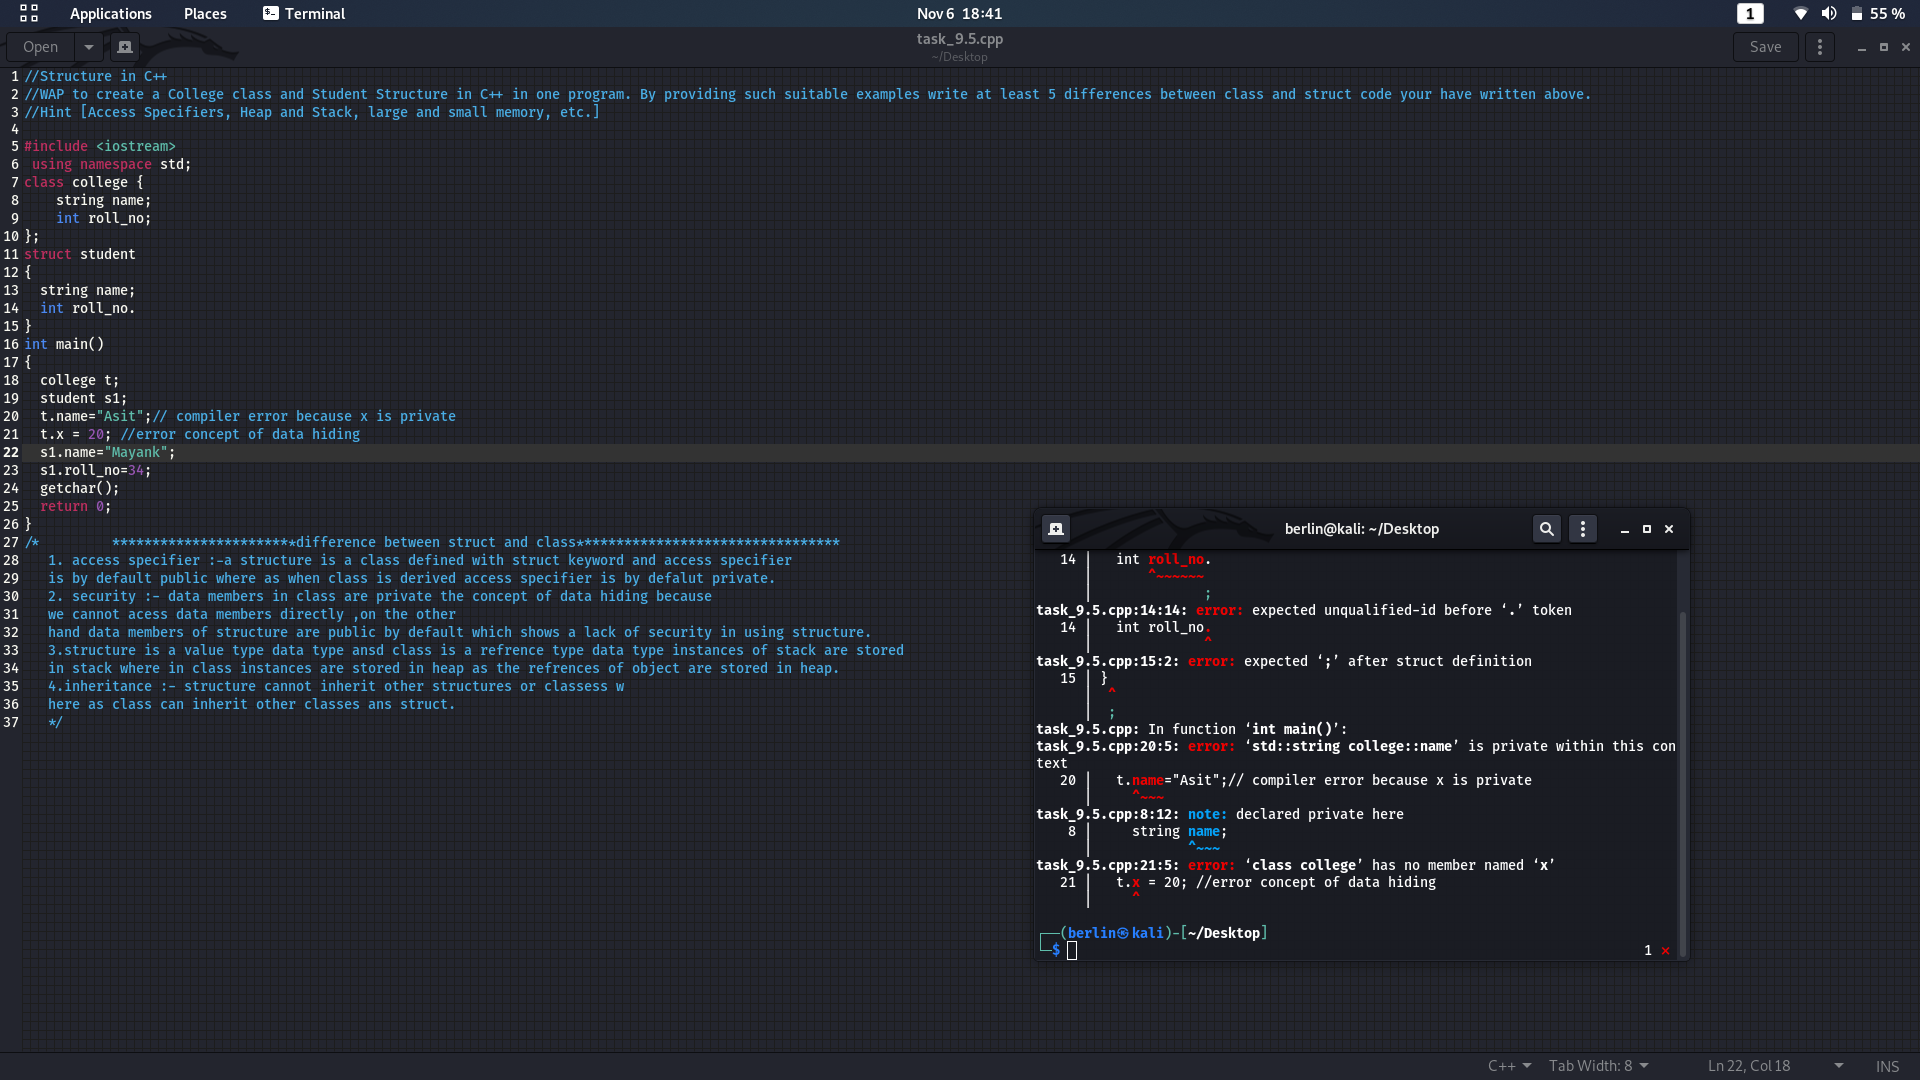 Applications Places Terminal Nov 6 18:41 1 55 %
Open task_9.5.cpp Save
~/Desktop
1 //Structure in C++
2 //WAP to create a College class and Student Structure in C++ in one program. By providing such suitable examples write at least 5 differences between class and struct code your have written above.
3 //Hint [Access Specifiers, Heap and Stack, large and small memory, etc.]
4
5 #include <iostream>
6 using namespace std;
7 class college {
8 string name;
9 int roll_no;
10 };
11 struct student
12 {
13 string name;
14 int roll_no.
15 }
16 int main()
17 {
18 college t;
19 student s1;
20 t.name="Asit";// compiler error because x is private
21 t.x = 20; //error concept of data hiding
22 s1.name="Mayank";
23 s1.roll_no=34;
24 getchar();
25 return 0;
26 }
27 /* ***********************difference between struct and class*********************************
28 1. access specifier :-a structure is a class defined with struct keyword and access specifier
29 is by default public where as when class is derived access specifier is by defalut private.
30 2. security :- data members in class are private the concept of data hiding because
31 we cannot acess data members directly ,on the other
32 hand data members of structure are public by default which shows a lack of security in using structure.
33 3.structure is a value type data type ansd class is a refrence type data type instances of stack are stored
34 in stack where in class instances are stored in heap as the refrences of object are stored in heap.
35 4.inheritance :- structure cannot inherit other structures or classess w
36 here as class can inherit other classes ans struct.
37 */
berlin@kali: ~/Desktop
14 | int roll_no.
| ^~~~~~~
| ;
task_9.5.cpp:14:14: error: expected unqualified-id before ‘.’ token
14 | int roll_no.
| ^
task_9.5.cpp:15:2: error: expected ‘;’ after struct definition
15 | }
| ^
| ;
task_9.5.cpp: In function ‘int main()’:
task_9.5.cpp:20:5: error: ‘std::string college::name’ is private within this con
text
20 | t.name="Asit";// compiler error because x is private
| ^~~~
task_9.5.cpp:8:12: note: declared private here
8 | string name;
| ^~~~
task_9.5.cpp:21:5: error: ‘class college’ has no member named ‘x’
21 | t.x = 20; //error concept of data hiding
| ^
┌──(berlin㉿kali)-[~/Desktop]
└─$ 1 ⨯
C++ Tab Width: 8 Ln 22, Col 18 INS